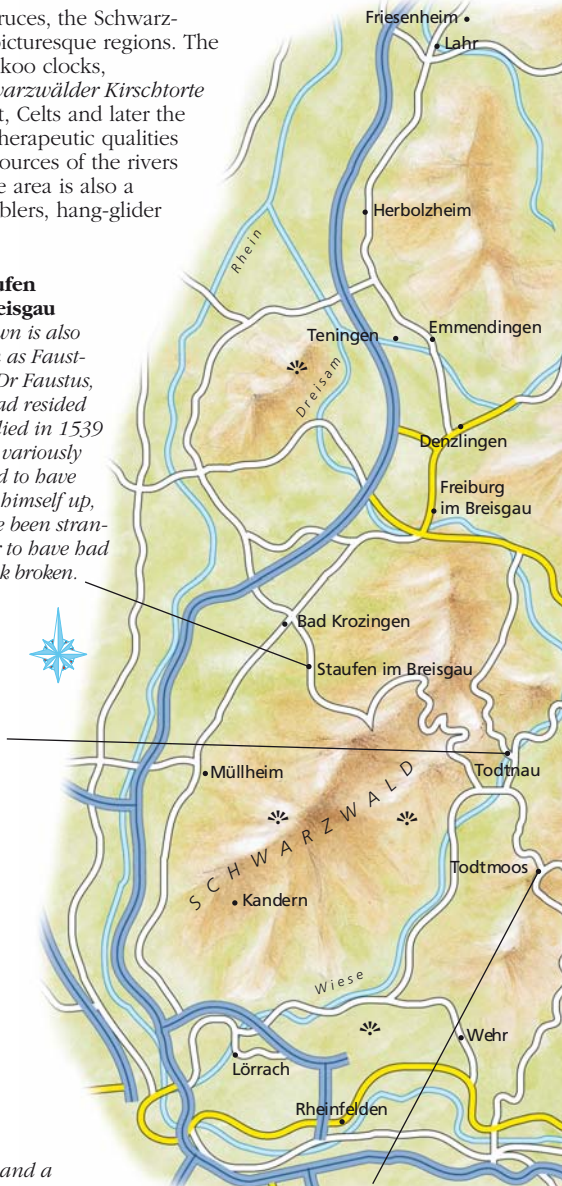 ruces, the Schwarz-
picturesque regions. The
koo clocks,
warzwälder Kirschtorte
t, Celts and later the
herapeutic qualities
ources of the rivers
e area is also a
blers, hang-glider
ufen
reisgau
wn is also
n as Faust-
Dr Faustus,
ad resided
died in 1539
variously
d to have
himself up,
e been stran-
r to have had
k broken.
Friesenheim
Lahr
Herbolzheim
Rhein
Teningen
Emmendingen
Dreisam
Denzlingen
Freiburg
im Breisgau
Bad Krozingen
Staufen im Breisgau
Todtnau
Müllheim
SCHWARZWALD
Todtmoos
Kandern
Wiese
Wehr
Lörrach
Rheinfelden
and a